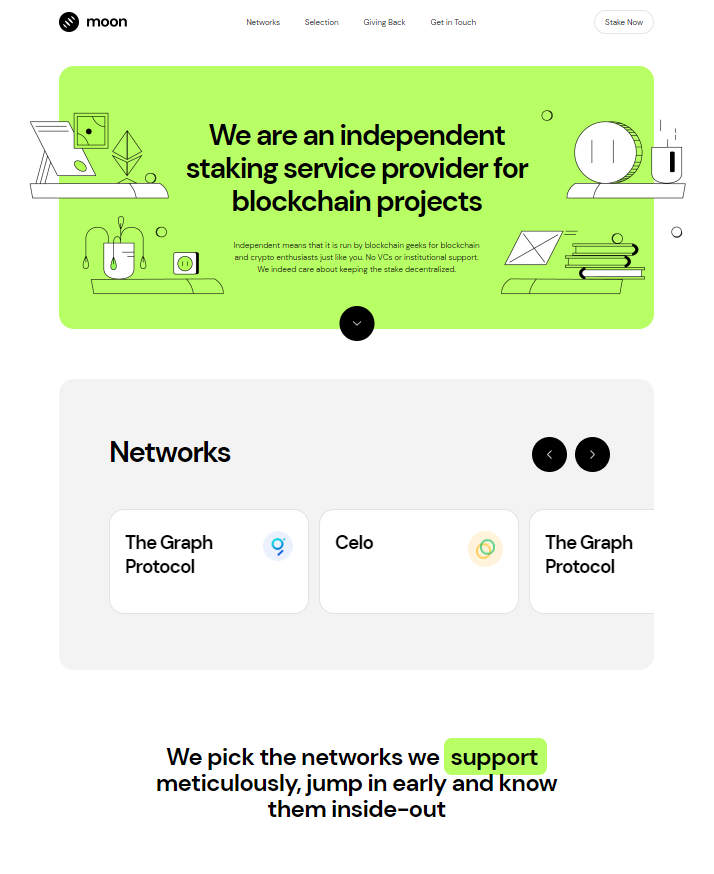 moon
Networks
Selection
Giving Back
Get in Touch
Stake Now
We are an independent
staking service provider for
blockchain projects
Independent means that it is run by blockchain geeks for blockchain
and crypto enthusiasts just like you. No VCs or institutional support.
We indeed care about keeping the stake decentralized.
Networks
The Graph
Protocol
Celo
The Graph
Protocol
We pick the networks we support
meticulously, jump in early and know
them inside-out